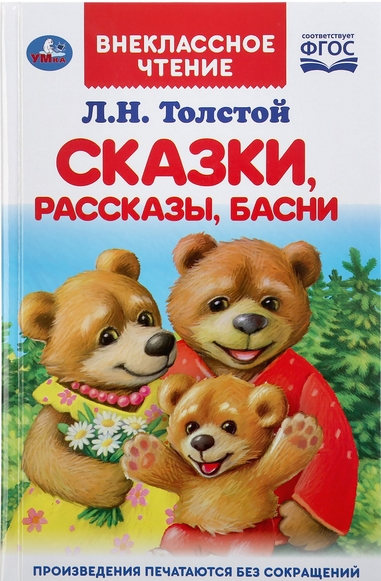 УМка
ВНЕКЛАССНОЕ
ЧТЕНИЕ
соответствует
ФГОС
Л.Н. Толстой
СКАЗКИ,
РАССКАЗЫ, БАСНИ
ПРОИЗВЕДЕНИЯ ПЕЧАТАЮТСЯ БЕЗ СОКРАЩЕНИЙ